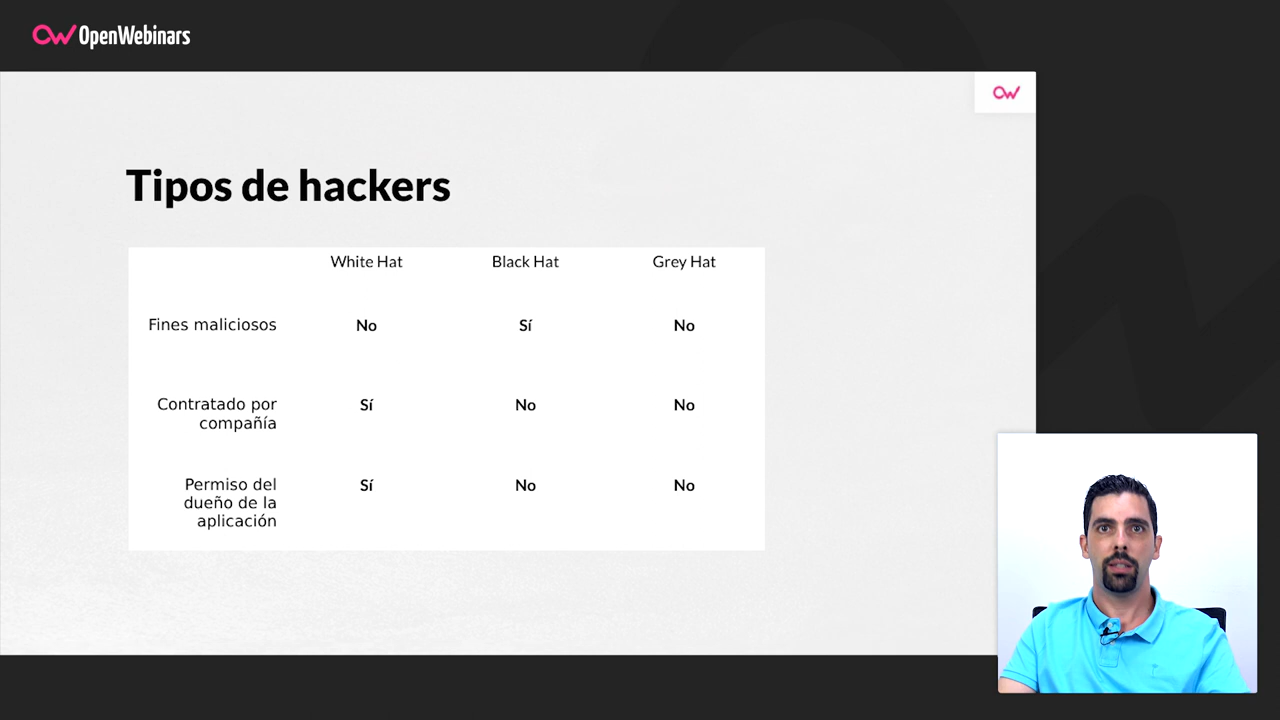 OpenWebinars
Tipos de hackers
White Hat Black Hat Grey Hat
Fines maliciosos No Sí No
Contratado por Sí No No
compañía
Permiso del Sí No No
dueño de la
aplicación